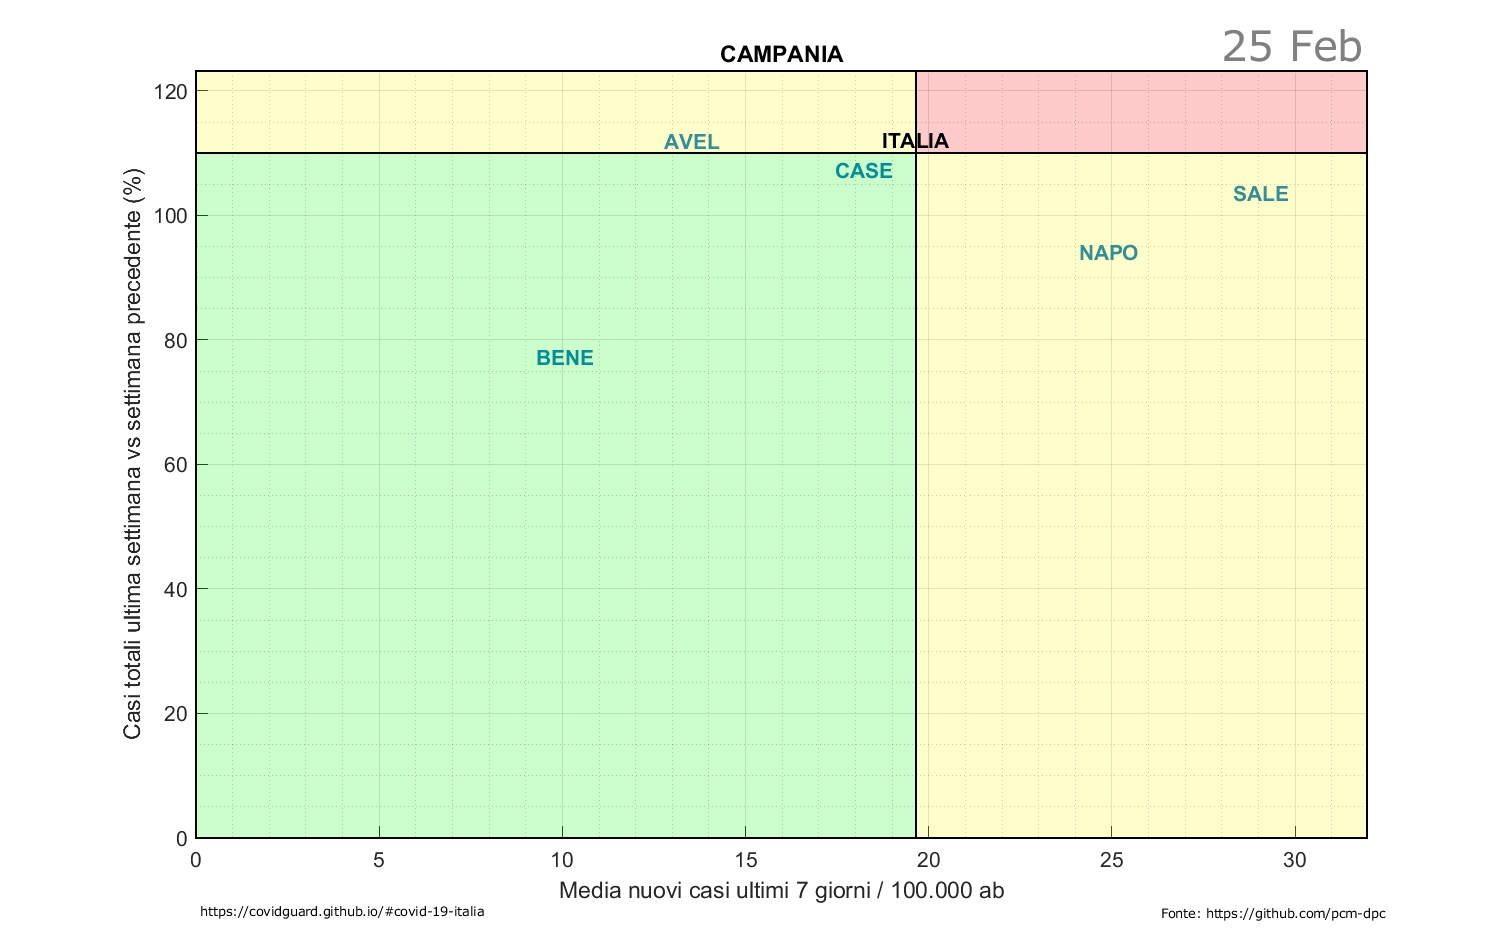 25 Feb
CAMPANIA
120
AVEL
ITALIA
CASE
SALE
100
NAPO
80
BENE
60
40
20
0
Casi totali ultima settimana vs settimana precedente (%)
0 5 10 15 20 25 30
Media nuovi casi ultimi 7 giorni / 100.000 ab
https://covidguard.github.io/#covid-19-italia
Fonte: https://github.com/pcm-dpc